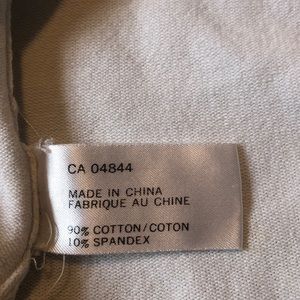 CA 04844
MADE IN CHINA
FABRIQUE AU CHINE
90% COTTON/COTON
10% SPANDEX